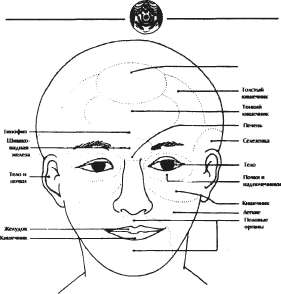 Толстый
кишечник
Тонкий
кишечник
Печень
Гипофиз
Шишко-
видная
железа
Селезенка
Тело
Тело и
почки
Почки и
надпочечники
Кишечник
Легкие
Половые
органы
Желудок
Кишечник